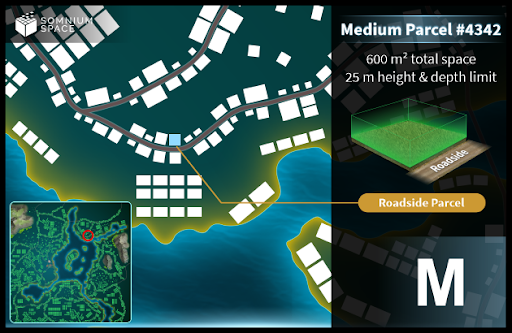 SOMNIUM
SPACE
Medium Parcel #4342
600 m² total space
25 m height & depth limit
Roadside
Roadside Parcel
M